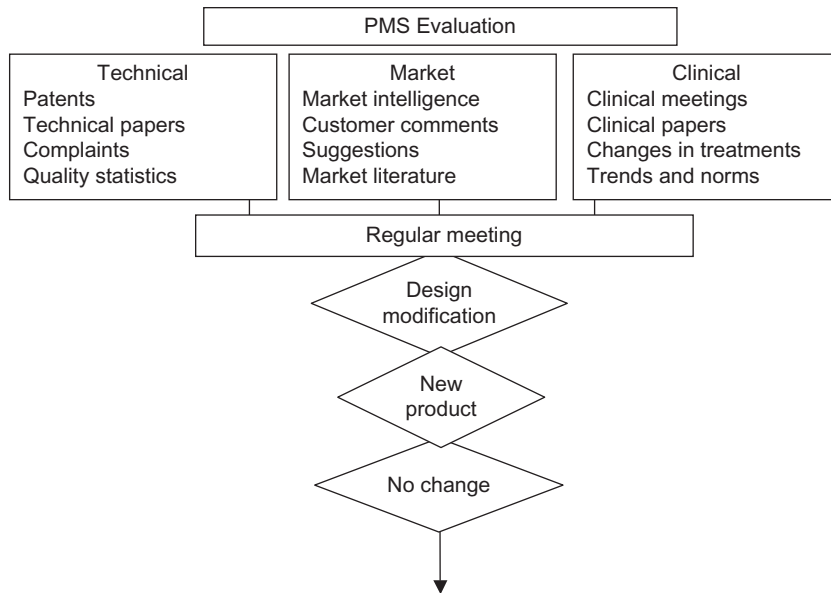 PMS Evaluation
Technical
Patents
Technical papers
Complaints
Quality statistics
Market
Market intelligence
Customer comments
Suggestions
Market literature
Clinical
Clinical meetings
Clinical papers
Changes in treatments
Trends and norms
Regular meeting
Design
modification
New
product
No change